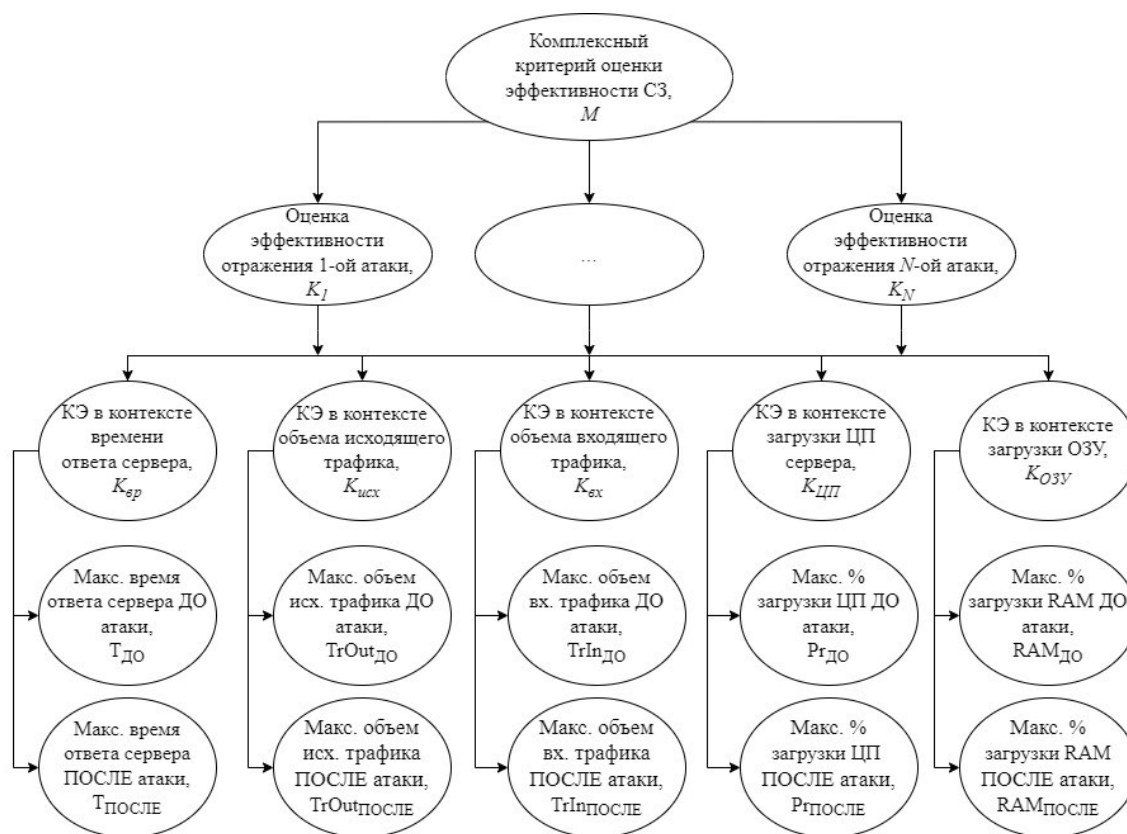 Комплексный
критерий оценки
эффективности СЗ,
M
Оценка
эффективности
отражения 1-ой атаки,
K1
...
Оценка
эффективности
отражения N-ой атаки,
KN
КЭ в контексте
времени
ответа сервера,
Kвр
КЭ в контексте
объема исходящего
трафика,
Kисх
КЭ в контексте
объема входящего
трафика,
Kвх
КЭ в контексте
загрузки ЦП
сервера,
KЦП
КЭ в контексте
загрузки ОЗУ,
KОЗУ
Макс. время
ответа сервера ДО
атаки,
TДО
Макс. объем
исх. трафика ДО
атаки,
TrOutДО
Макс. объем
вх. трафика ДО
атаки,
TrInДО
Макс. %
загрузки ЦП ДО
атаки,
PrДО
Макс. %
загрузки RAM ДО
атаки,
RAMДО
Макс. время
ответа сервера
ПОСЛЕ атаки,
TПОСЛЕ
Макс. объем
исх. трафика
ПОСЛЕ атаки,
TrOutПОСЛЕ
Макс. объем
вх. трафика
ПОСЛЕ атаки,
TrInПОСЛЕ
Макс. %
загрузки ЦП
ПОСЛЕ атаки,
PrПОСЛЕ
Макс. %
загрузки RAM
ПОСЛЕ атаки,
RAMПОСЛЕ